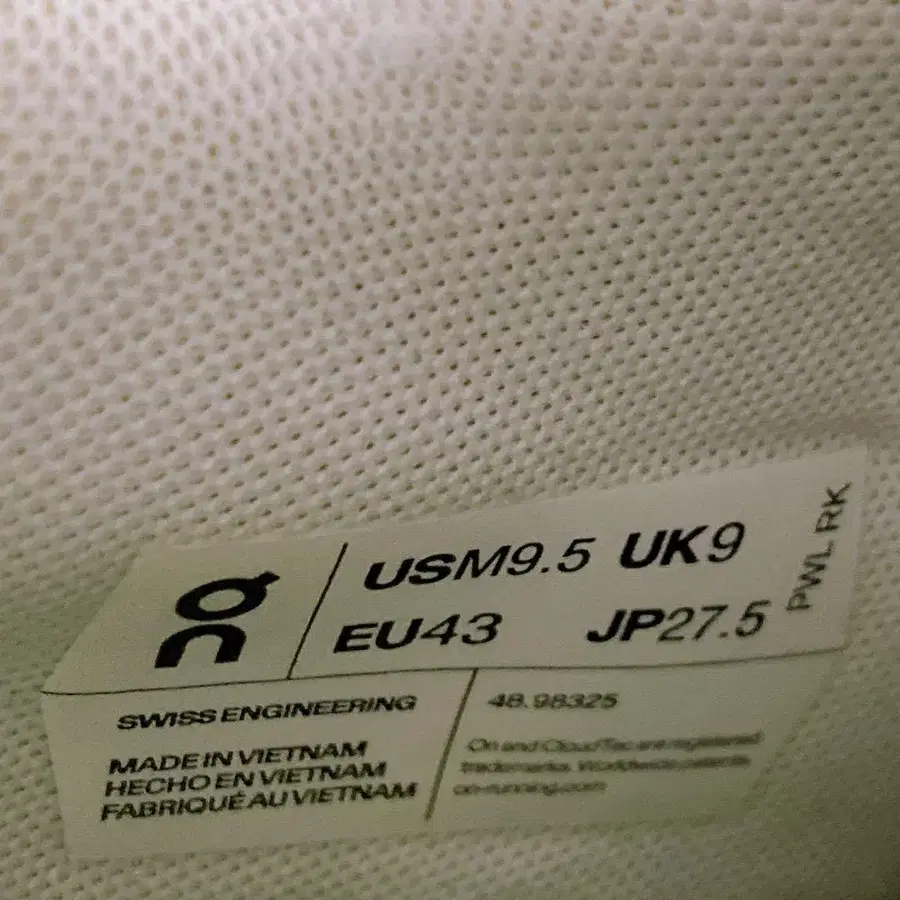 on
USM9.5 UK9
EU43 JP27.5
PWL RK
SWISS ENGINEERING
MADE IN VIETNAM
HECHO EN VIETNAM
FABRIQUÉ AU VIETNAM
48.98325
On and CloudTec are registered
trademarks. Worldwide patents
on-running.com